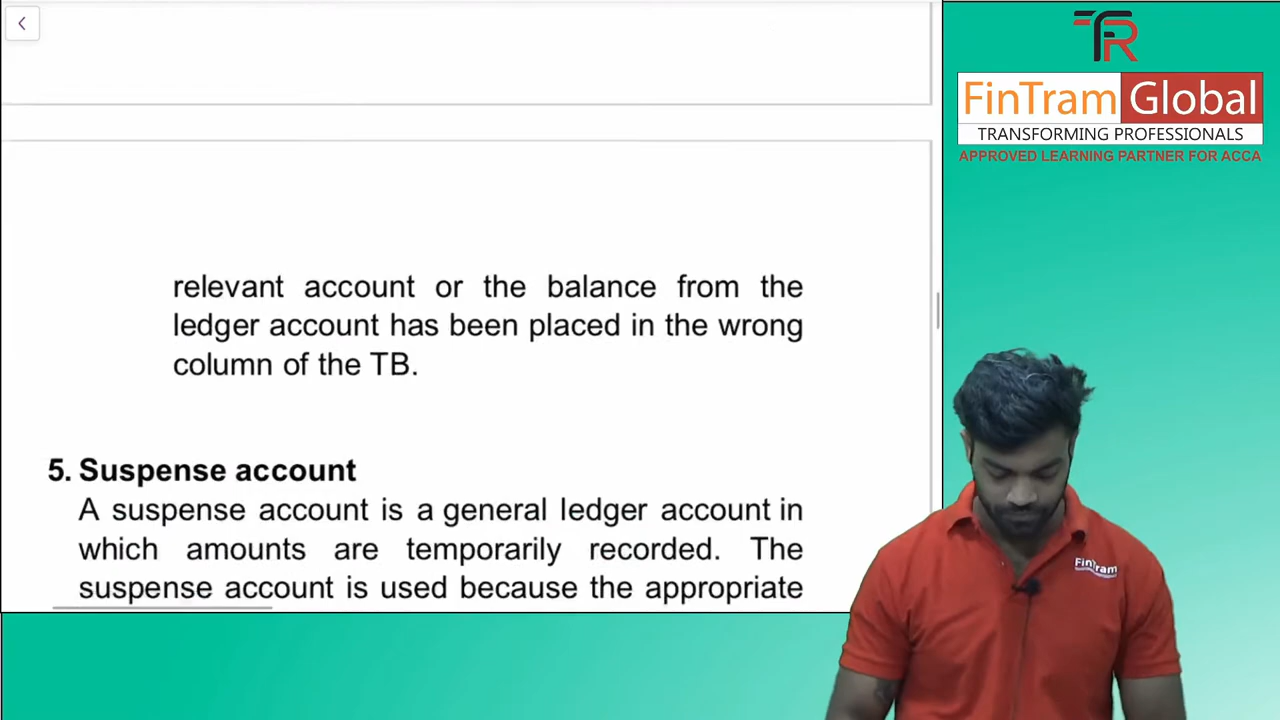 relevant account or the balance from the
ledger account has been placed in the wrong
column of the TB.
5. Suspense account
A suspense account is a general ledger account in
which amounts are temporarily recorded. The
suspense account is used because the appropriate
FinTram Global
TRANSFORMING PROFESSIONALS
APPROVED LEARNING PARTNER FOR ACCA
FinTram